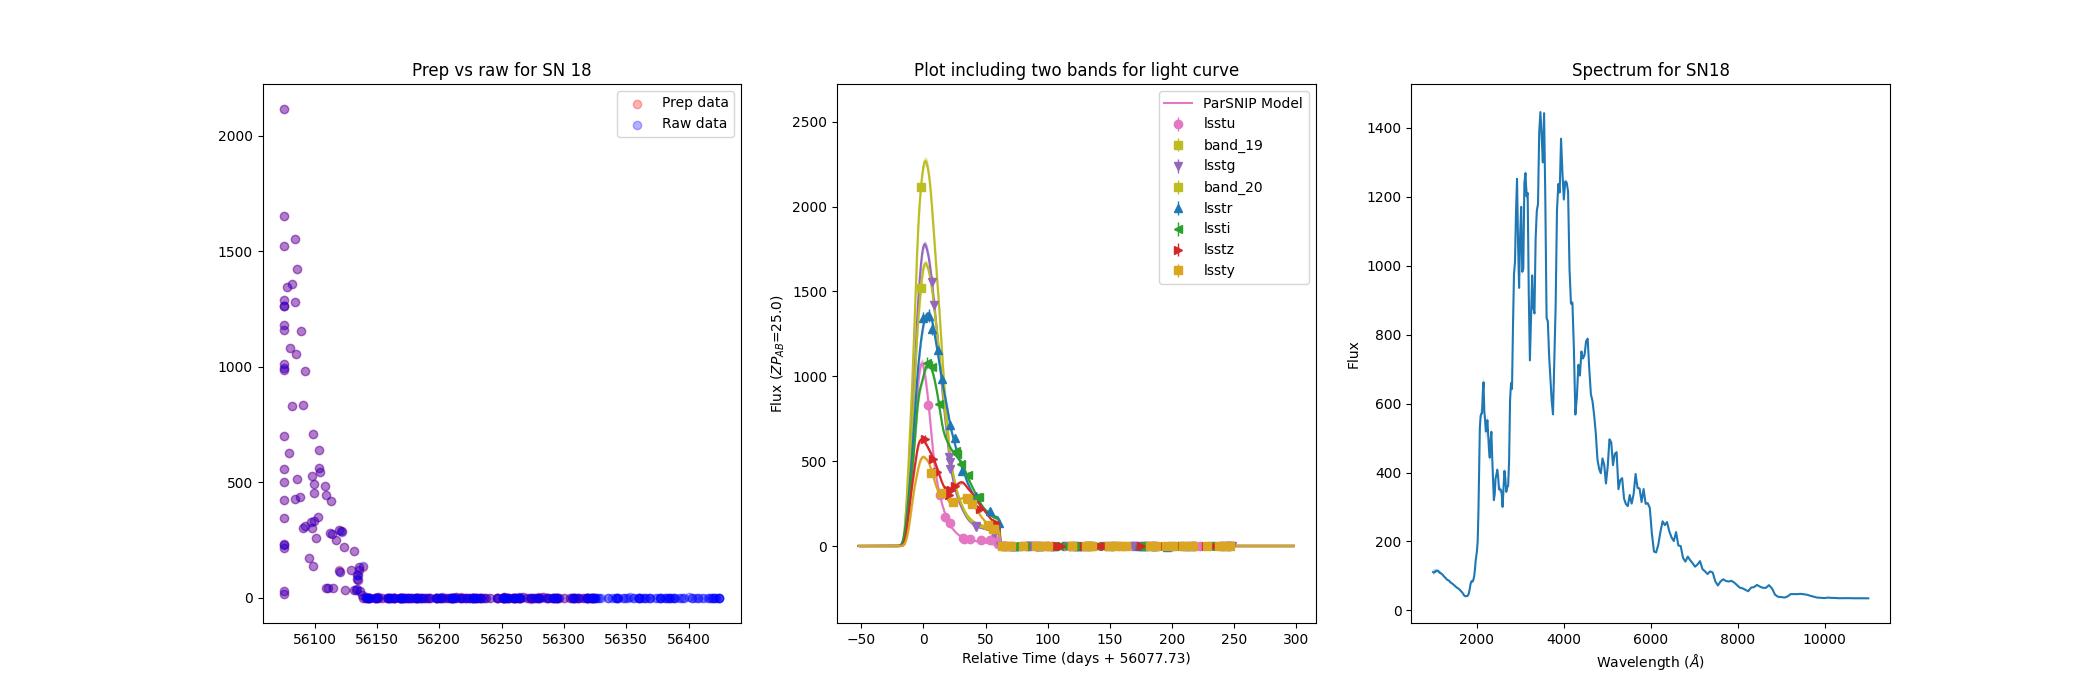 Prep vs raw for SN 18
Prep data
Raw data
2000
1500
1000
500
0
56100
56150
56200
56250
56300
56350
56400
Plot including two bands for light curve
ParSNIP Model
lsstu
band_19
lsstg
band_20
lsstr
lssti
lsstz
lssty
Flux (ZP_AB=25.0)
2500
2000
1500
1000
500
0
−50
0
50
100
150
200
250
300
Relative Time (days + 56077.73)
Spectrum for SN18
Flux
1400
1200
1000
800
600
400
200
0
2000
4000
6000
8000
10000
Wavelength (Å)